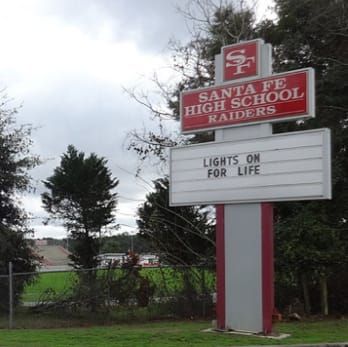 SF
SANTA FE
HIGH SCHOOL
RAIDERS
LIGHTS ON
FOR LIFE